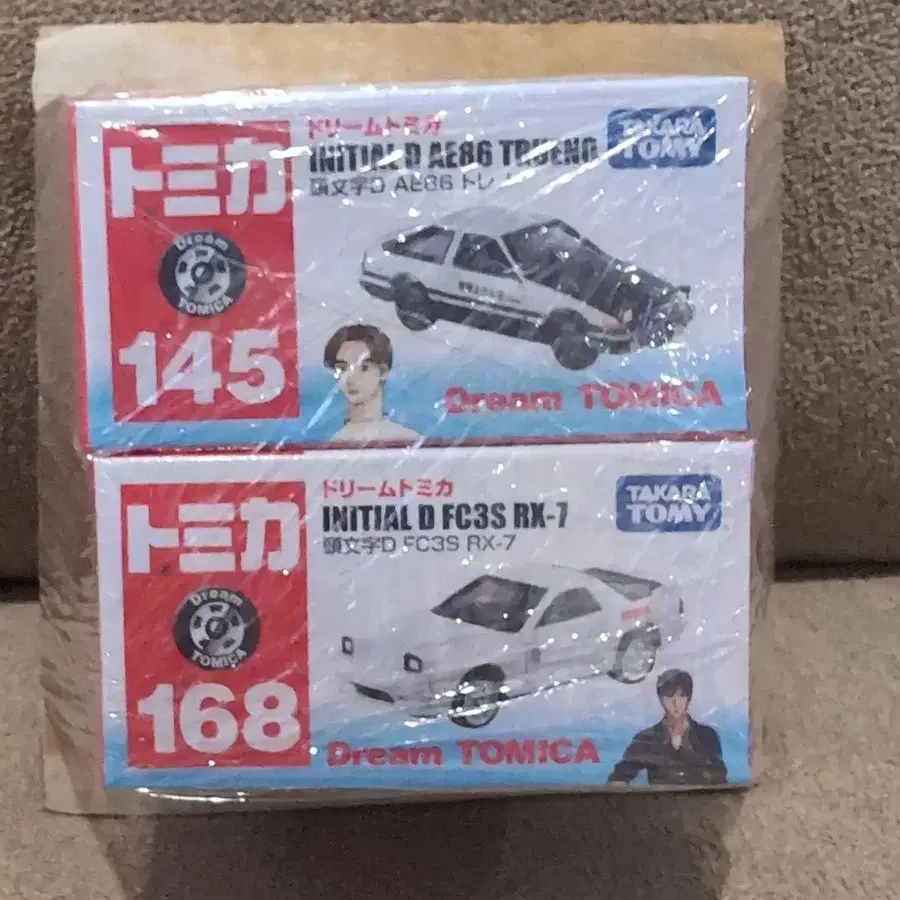 トミカ
Dream
TOMICA
145
ドリームトミカ
INITIAL D AE86 TRUENO
頭文字D AE86 トレ
TAKARA
TOMY
Dream TOMICA
トミカ
Dream
TOMICA
168
ドリームトミカ
INITIAL D FC3S RX-7
頭文字D FC3S RX-7
TAKARA
TOMY
Dream TOMICA